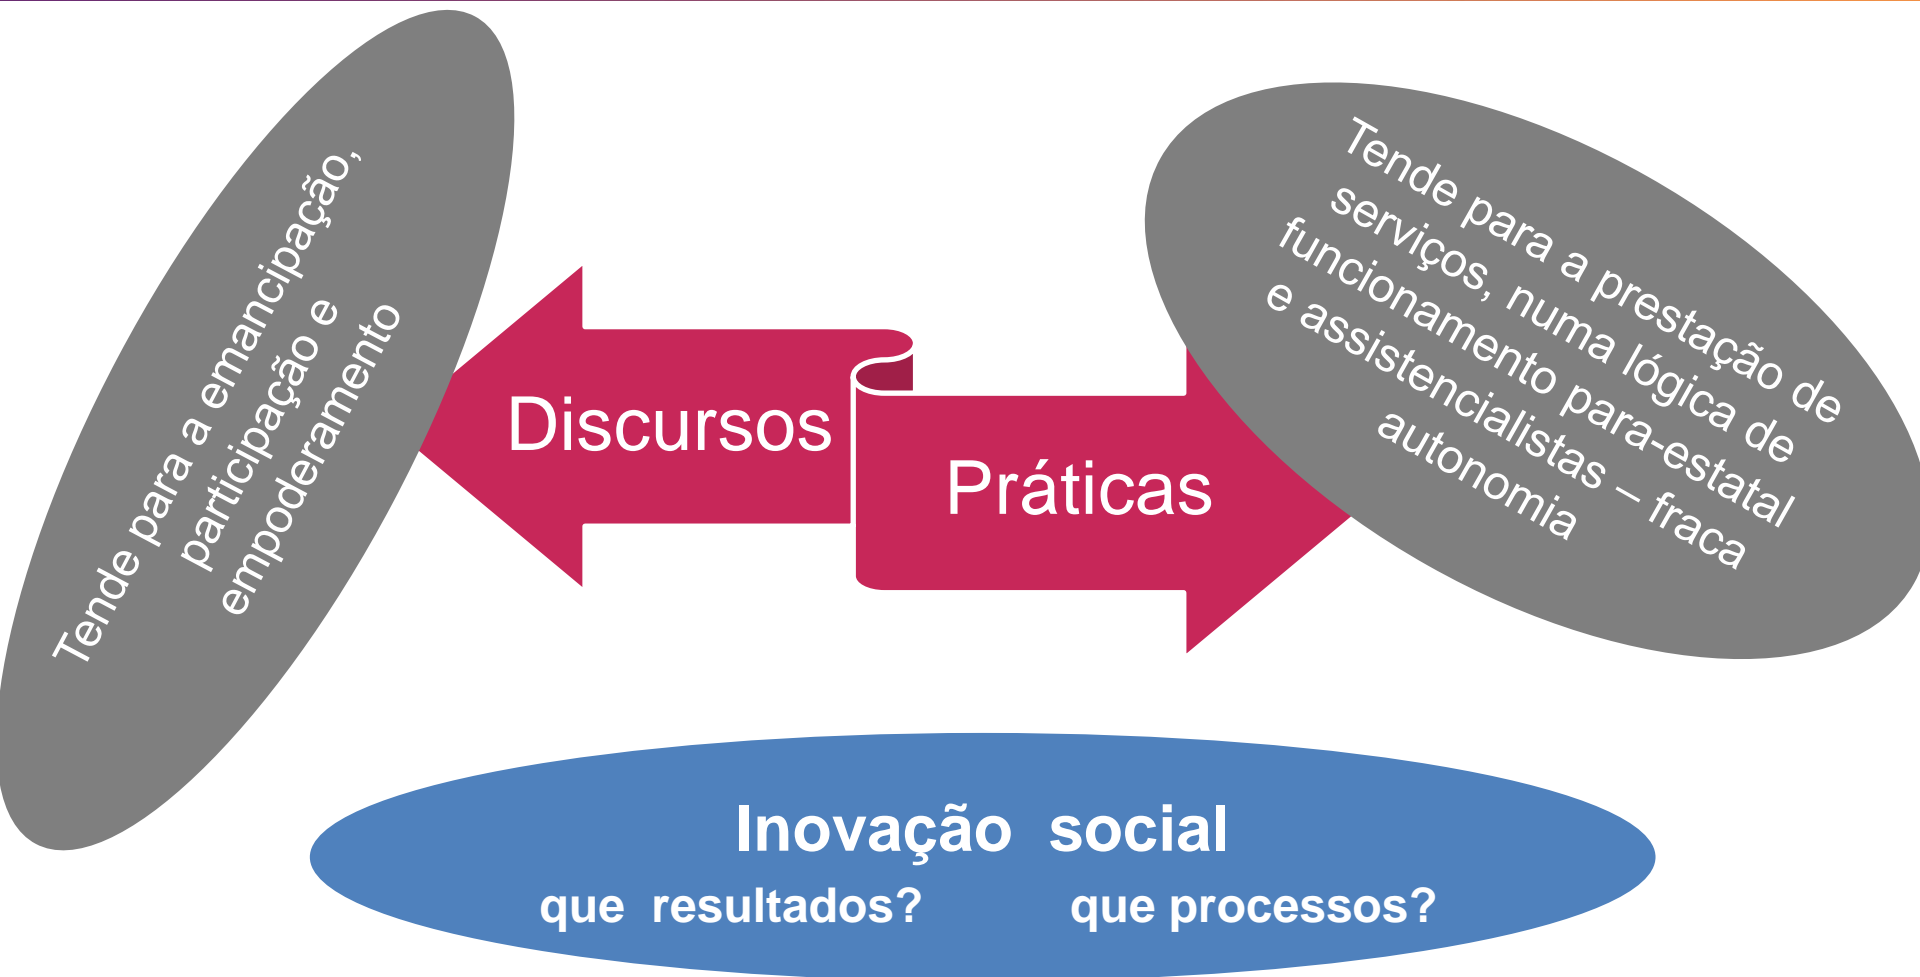 Tende para a emancipação,
participação e
empoderamento
Discursos
Práticas
Tende para a prestação de
serviços, numa lógica de
funcionamento para-estatal
e assistencialistas – fraca
autonomia
Inovação social
que resultados? que processos?